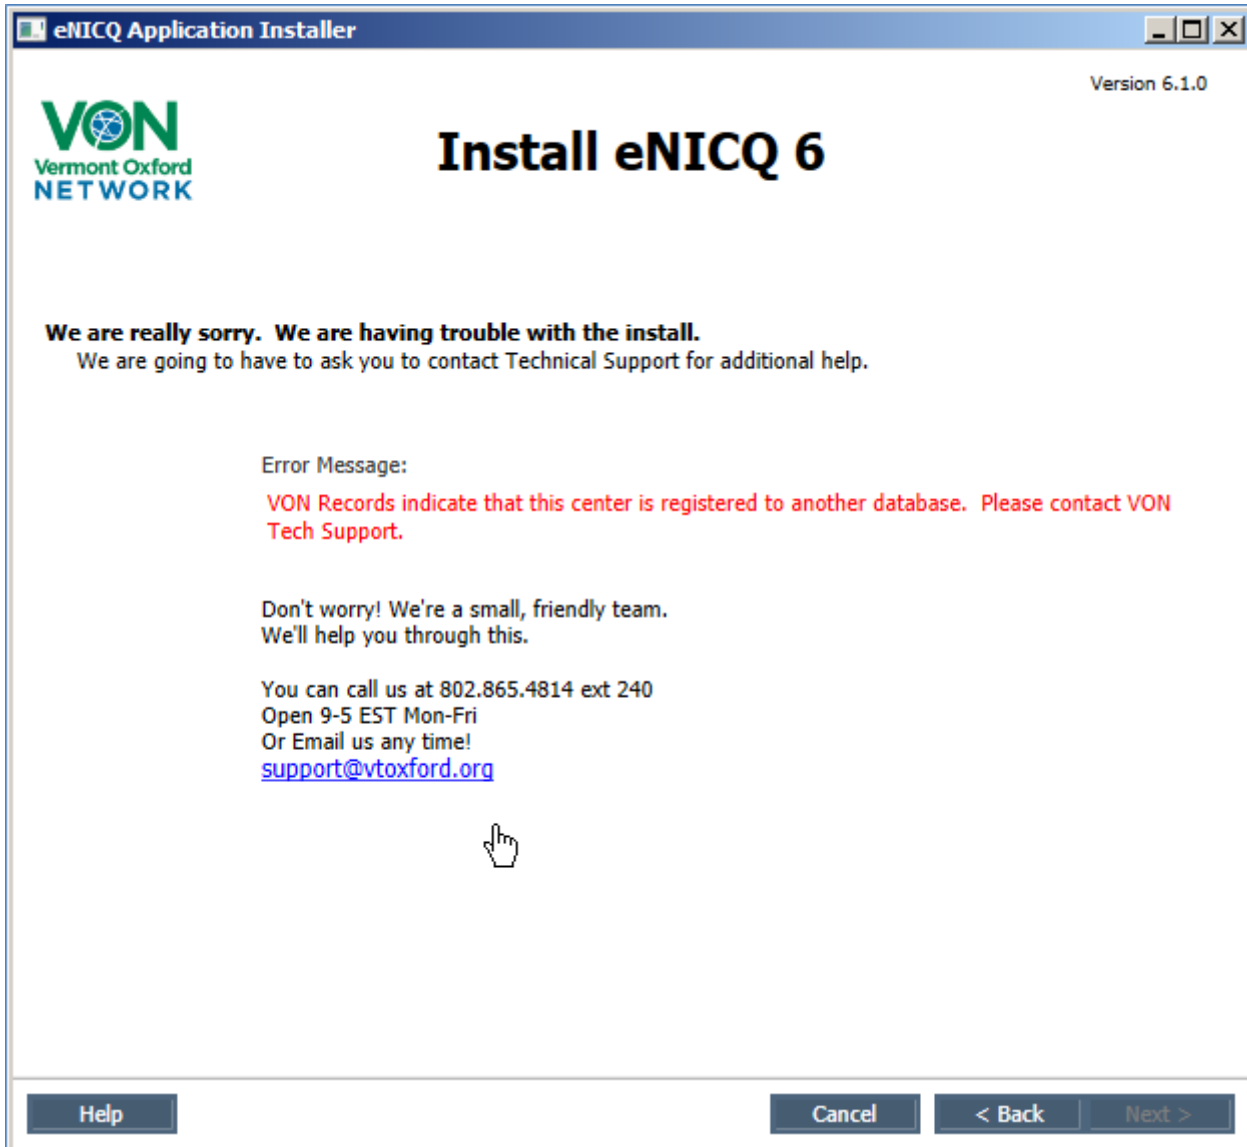 eNICQ Application Installer
Version 6.1.0
VON
Vermont Oxford
NETWORK
Install eNICQ 6
We are really sorry.  We are having trouble with the install.
We are going to have to ask you to contact Technical Support for additional help.
Error Message:
VON Records indicate that this center is registered to another database.  Please contact VON
Tech Support.
Don't worry! We're a small, friendly team.
We'll help you through this.
You can call us at 802.865.4814 ext 240
Open 9-5 EST Mon-Fri
Or Email us any time!
support@vtoxford.org
Help
Cancel
< Back
Next >